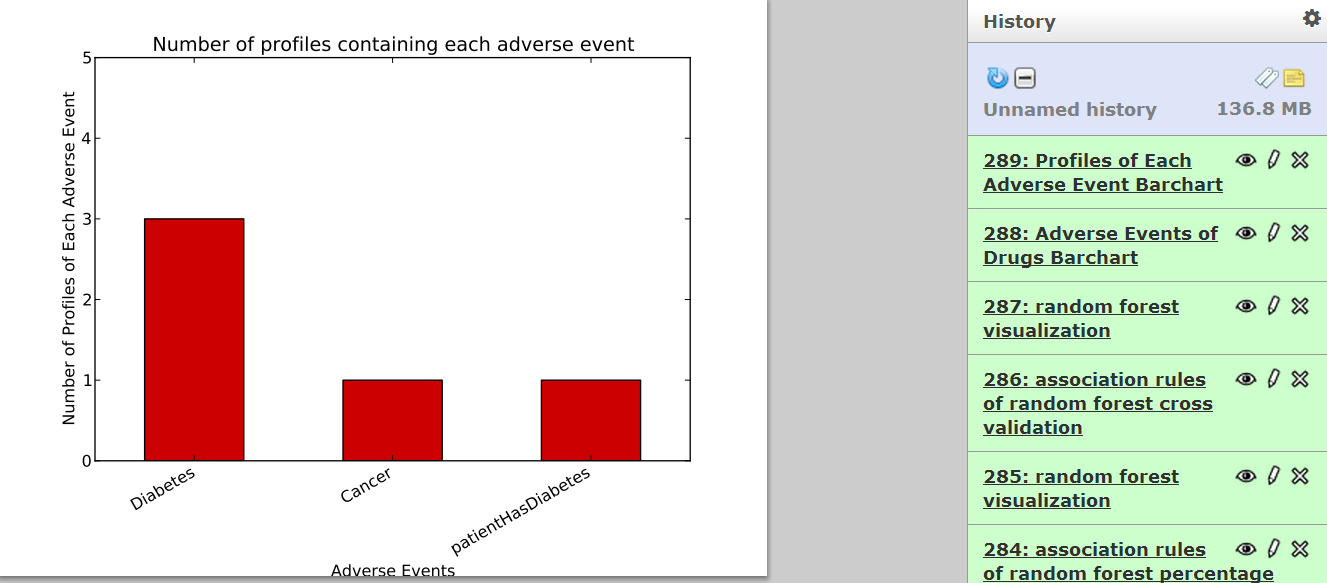 Number of profiles containing each adverse event
Number of Profiles of Each Adverse Event
5
4
3
2
1
0
Diabetes
Cancer
patientHasDiabetes
Adverse Events
History
Unnamed history
136.8 MB
289: Profiles of Each
Adverse Event Barchart
288: Adverse Events of
Drugs Barchart
287: random forest
visualization
286: association rules
of random forest cross
validation
285: random forest
visualization
284: association rules
of random forest percentage